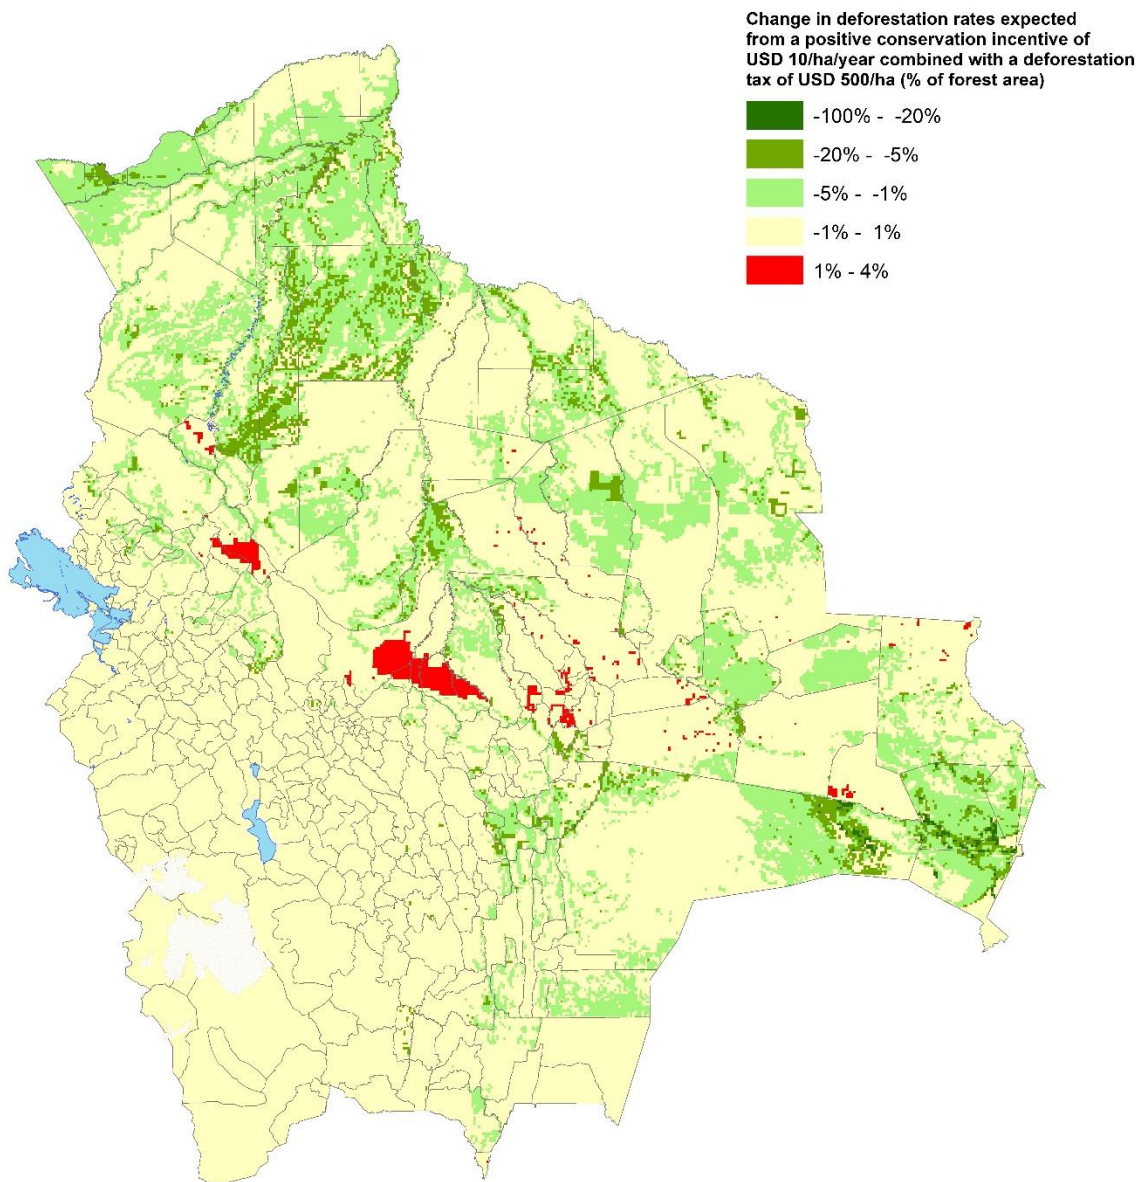 Change in deforestation rates expected
from a positive conservation incentive of
USD 10/ha/year combined with a deforestation
tax of USD 500/ha (% of forest area)
-100% - -20%
-20% - -5%
-5% - -1%
-1% - 1%
1% - 4%